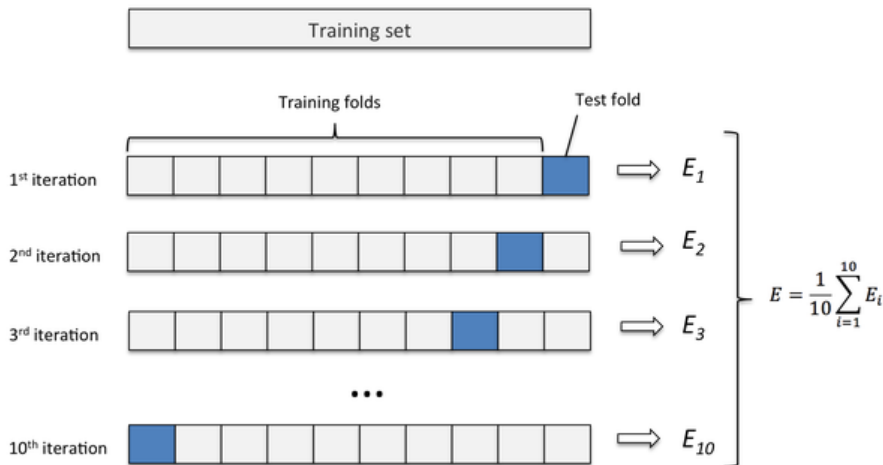 Training set
Training folds
Test fold
1st iteration
E1
2nd iteration
E2
3rd iteration
E3
E = 1/10 ∑ i=1 10 Ei
...
10th iteration
E10